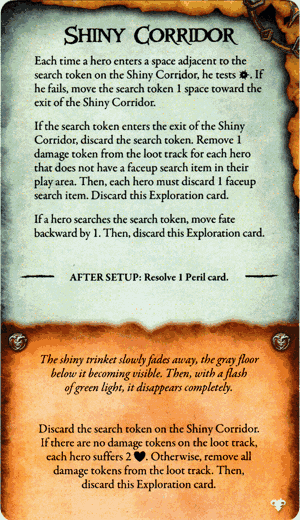 SHINY CORRIDOR
Each time a hero enters a space adjacent to the
search token on the Shiny Corridor, he tests . If
he fails, move the search token 1 space toward the
exit of the Shiny Corridor.
If the search token enters the exit of the Shiny
Corridor, discard the search token. Remove 1
damage token from the loot track for each hero
that does not have a faceup search item in their
play area. Then, each hero must discard 1 faceup
search item. Discard this Exploration card.
If a hero searches the search token, move fate
backward by 1. Then, discard this Exploration card.
AFTER SETUP: Resolve 1 Peril card.
The shiny trinket slowly fades away, the gray floor
below it becoming visible. Then, with a flash
of green light, it disappears completely.
Discard the search token on the Shiny Corridor.
If there are no damage tokens on the loot track,
each hero suffers 2 ♥. Otherwise, remove all
damage tokens from the loot track. Then,
discard this Exploration card.